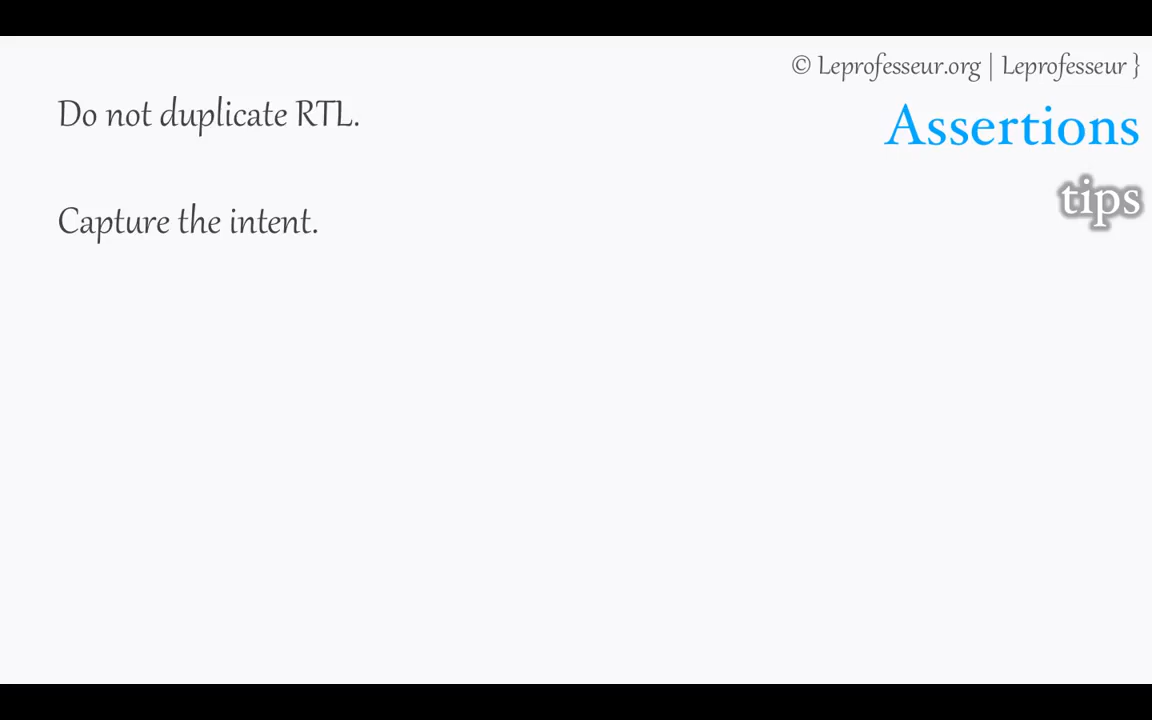 © Leprofesseur.org | Leprofesseur }
Assertions
tips
Do not duplicate RTL.
Capture the intent.